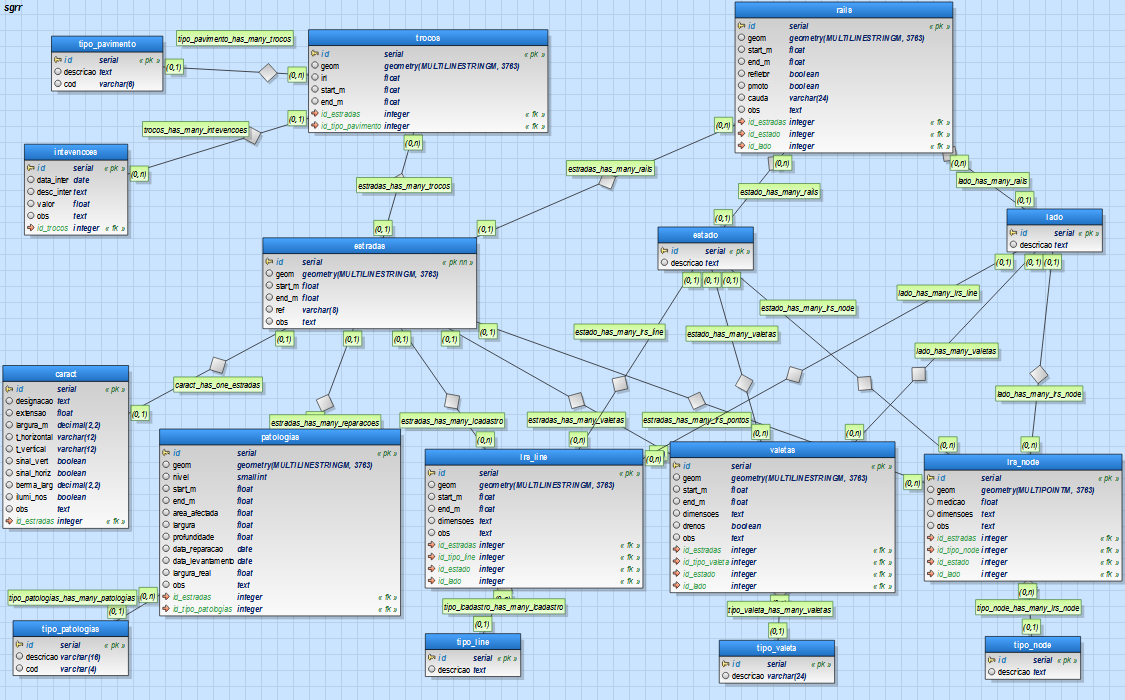 sgrr
tipo_pavimento
id serial « pk »
descricao text
cod varchar(6)
tipo_pavimento_has_many_trocos
(0,1)
(0,n)
trocos
id serial « pk »
geom geometry(MULTILINESTRINGM, 3763)
iri float
start_m float
end_m float
id_estradas integer « fk »
id_tipo_pavimento integer « fk »
rails
id serial « pk »
geom geometry(MULTILINESTRINGM, 3763)
start_m float
end_m float
refletbr boolean
pmoto boolean
cauda varchar(24)
obs text
id_estradas integer « fk »
id_estado integer « fk »
id_lado integer « fk »
(0,1)
trocos_has_many_intevencoes
(0,n)
intevencoes
id serial « pk »
data_inter date
desc_inter text
valor float
obs text
id_trocos integer « fk »
(0,n)
estradas_has_many_trocos
(0,1)
(0,n)
estradas_has_many_rails
(0,1)
(0,n)
estado_has_many_rails
(0,1)
(0,n)
lado_has_many_rails
(0,1)
estradas
id serial « pk nn »
geom geometry(MULTILINESTRINGM, 3763)
start_m float
end_m float
ref varchar(8)
obs text
estado
id serial « pk »
descricao text
lado
id serial « pk »
descricao text
(0,1)
(0,1)
(0,1)
(0,1)
(0,1)
(0,1)
lado_has_many_lrs_line
estado_has_many_lrs_node
estado_has_many_lrs_line
estado_has_many_valetas
lado_has_many_valetas
lado_has_many_lrs_node
(0,1)
(0,1)
(0,1)
(0,1)
(0,1)
caract_has_one_estradas
(0,1)
estradas_has_many_reparacoes
estradas_has_many_lcadastro
estradas_has_many_valetas
estradas_has_many_lrs_pontos
(0,n)
(0,n)
(0,n)
(0,n)
(0,n)
(0,n)
(0,n)
(0,n)
caract
id serial « pk »
designacao text
extensao float
largura_m decimal(2,2)
t_horizontal varchar(12)
t_vertical varchar(12)
sinal_vert boolean
sinal_horiz boolean
berma_larg decimal(2,2)
ilumi_nos boolean
obs text
id_estradas integer « fk »
patologias
id serial « pk »
geom geometry(MULTILINESTRINGM, 3763)
nivel smallint
start_m float
end_m float
area_afectada float
largura float
profundidade float
data_reparacao date
data_levantamento date
largura_real float
obs text
id_estradas integer « fk »
id_tipo_patologias integer « fk »
lrs_line
id serial « pk »
geom geometry(MULTILINESTRINGM, 3763)
start_m float
end_m float
dimensoes text
obs text
id_estradas integer « fk »
id_tipo_line integer « fk »
id_estado integer « fk »
id_lado integer « fk »
valetas
id serial « pk »
geom geometry(MULTILINESTRINGM, 3763)
start_m float
end_m float
dimensoes text
drenos boolean
obs text
id_estradas integer « fk »
id_tipo_valeta integer « fk »
id_estado integer « fk »
id_lado integer « fk »
lrs_node
id serial « pk »
geom geometry(MULTIPOINTM, 3763)
medicao float
dimensoes text
obs text
id_estradas integer « fk »
id_tipo_node integer « fk »
id_estado integer « fk »
id_lado integer « fk »
tipo_patologias_has_many_patologias
(0,n)
(0,1)
tipo_patologias
id serial « pk »
descricao varchar(16)
cod varchar(4)
(0,n)
tipo_badastro_has_many_badastro
(0,1)
tipo_line
id serial « pk »
descricao text
tipo_valeta_has_many_valetas
(0,1)
tipo_valeta
id serial « pk »
descricao varchar(24)
(0,n)
tipo_node_has_many_lrs_node
(0,1)
tipo_node
id serial « pk »
descricao text